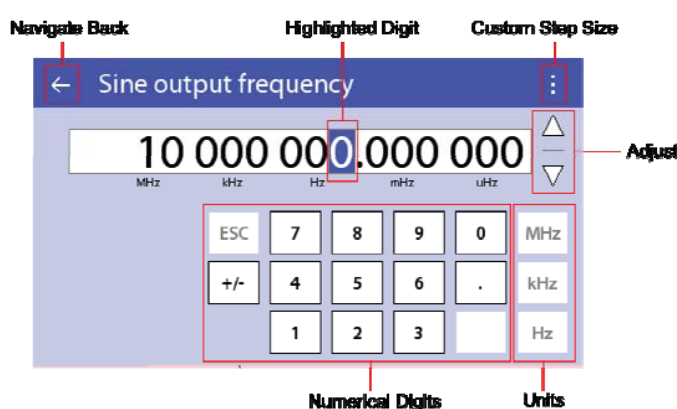 Navigate Back Highlighted Digit Custom Step Size
← Sine output frequency ⋮
10 000 000.000 000
MHz kHz Hz mHz uHz
Adjust
ESC 7 8 9 0 MHz
+/- 4 5 6 . kHz
1 2 3 Hz
Numerical Digits Units